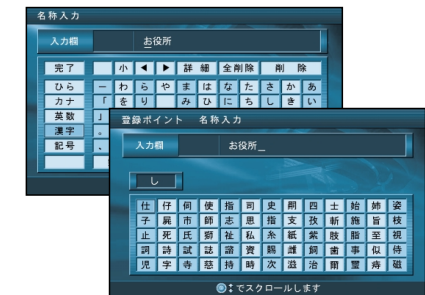 名称入力
入力欄 お役所
完了 小 ◀ ▶ 詳細 全削除 削除
ひら ー わ ら や ま は な た さ か あ
カナ 「 を り み ひ に ち し き い
英数 」
漢字 。
記号 、
登録ポイント 名称入力
入力欄 お役所_
し
仕 仔 伺 使 指 司 史 嗣 四 士 始 姉 姿
子 屍 市 師 志 思 指 支 孜 斯 施 旨 枝
止 死 氏 獅 祉 私 糸 紙 紫 肢 脂 至 視
詞 詩 試 誌 諮 資 賜 雌 飼 歯 事 似 侍
児 字 寺 慈 持 時 次 滋 治 爾 璽 痔 磁
↕でスクロールします